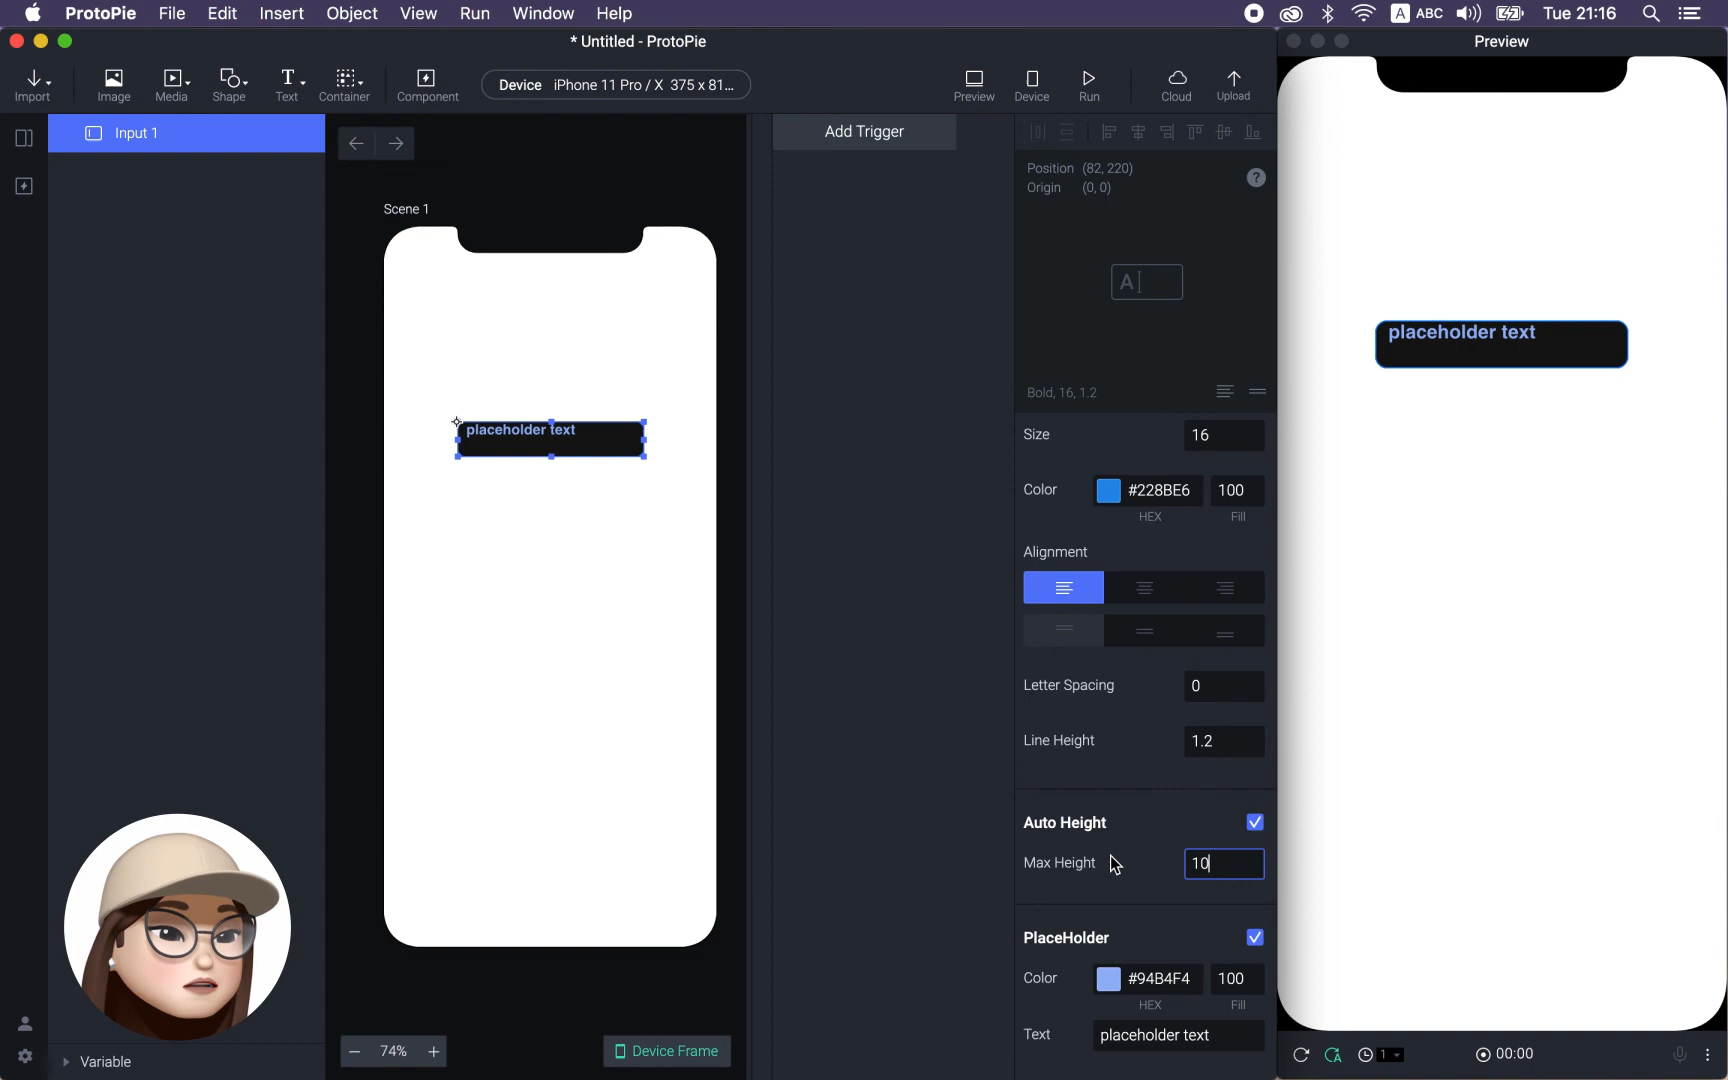 ProtoPie File Edit Insert Object View Run Window Help A ABC Tue 21:16
* Untitled - ProtoPie
Preview
Import Image Media Shape Text Container Component Device iPhone 11 Pro / X 375 x 81... Preview Device Run Cloud Upload
Input 1
Add Trigger
Position (82, 220)
Origin (0, 0)
?
Scene 1
A
placeholder text
placeholder text
Bold, 16, 1.2
Size 16
Color #228BE6 100
HEX Fill
Alignment
Letter Spacing 0
Line Height 1.2
Auto Height
Max Height 10
PlaceHolder
Color #94B4F4 100
HEX Fill
Text placeholder text
74% Device Frame
Variable
A 1 00:00